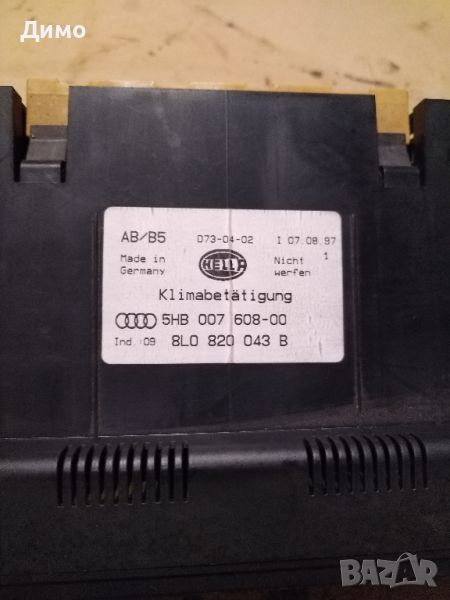 Димо
AB/B5 073-04-02 I 07.08.97
Made in Germany HELLA Nicht werfen 1
Klimabetätigung
5HB 007 608-00
Ind.:09 8L0 820 043 B
BAZAR